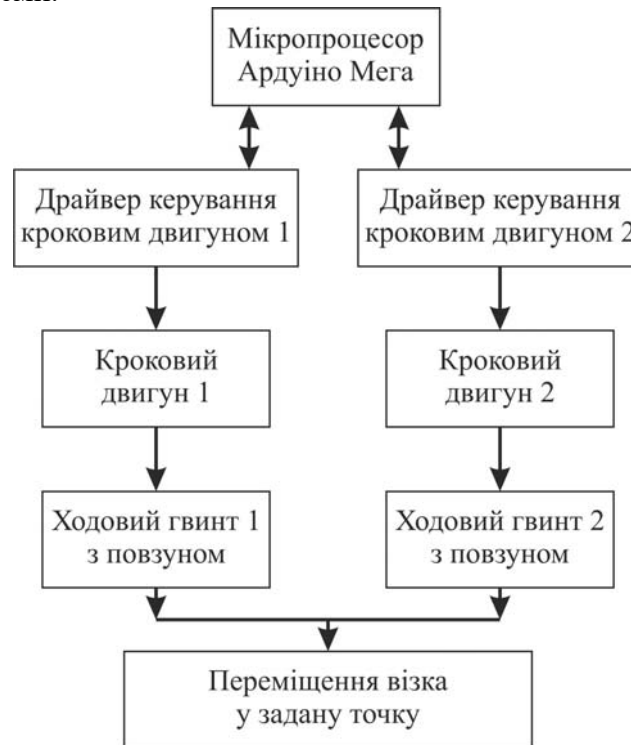 Мікропроцесор
Ардуіно Мега
Драйвер керування
кроковим двигуном 1
Драйвер керування
кроковим двигуном 2
Кроковий
двигун 1
Кроковий
двигун 2
Ходовий гвинт 1
з повзуном
Ходовий гвинт 2
з повзуном
Переміщення візка
у задану точку